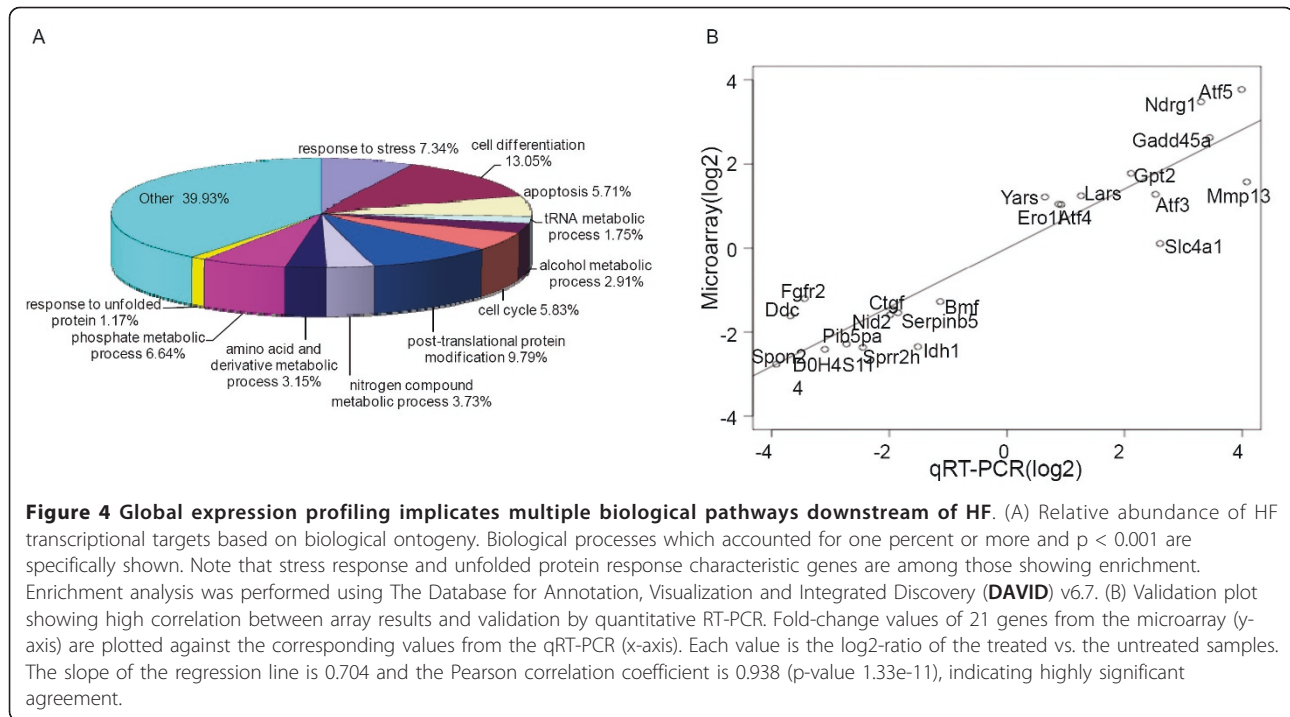 A
response to stress 7.34%
cell differentiation
13.05%
apoptosis 5.71%
tRNA metabolic
process 1.75%
alcohol metabolic
process 2.91%
cell cycle 5.83%
post-translational protein
modification 9.79%
nitrogen compound
metabolic process 3.73%
amino acid and
derivative metabolic
process 3.15%
phosphate metabolic
process 6.64%
response to unfolded
protein 1.17%
Other 39.93%
B
Microarray(log2)
4
2
0
-2
-4
Atf5
Ndrg1
Gadd45a
Gpt2
Mmp13
Yars
Lars
Atf3
Ero1l
Atf4
Slc4a1
Fgfr2
Ddc
Ctgf
Bmf
Nid2
Serpinb5
Pib5pa
Idh1
Spon2
D0H4S11
4
Sprr2h
-4 -2 0 2 4
qRT-PCR(log2)
Figure 4 Global expression profiling implicates multiple biological pathways downstream of HF. (A) Relative abundance of HF
transcriptional targets based on biological ontogeny. Biological processes which accounted for one percent or more and p < 0.001 are
specifically shown. Note that stress response and unfolded protein response characteristic genes are among those showing enrichment.
Enrichment analysis was performed using The Database for Annotation, Visualization and Integrated Discovery (DAVID) v6.7. (B) Validation plot
showing high correlation between array results and validation by quantitative RT-PCR. Fold-change values of 21 genes from the microarray (y-
axis) are plotted against the corresponding values from the qRT-PCR (x-axis). Each value is the log2-ratio of the treated vs. the untreated samples.
The slope of the regression line is 0.704 and the Pearson correlation coefficient is 0.938 (p-value 1.33e-11), indicating highly significant
agreement.